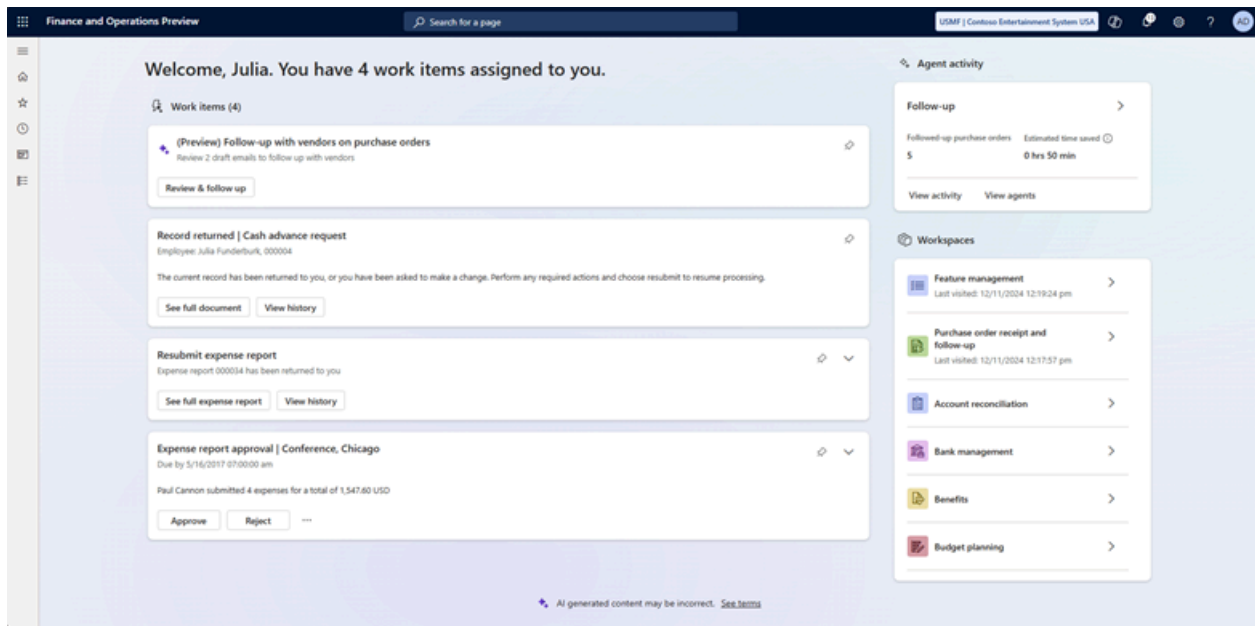 Finance and Operations Preview
Search for a page
USMF | Contoso Entertainment System USA
?
AD
Welcome, Julia. You have 4 work items assigned to you.
Work items (4)
(Preview) Follow-up with vendors on purchase orders
Review 2 draft emails to follow up with vendors
Review & follow up
Record returned | Cash advance request
Employee: Julia Funderburk, 000004
The current record has been returned to you, or you have been asked to make a change. Perform any required actions and choose resubmit to resume processing.
See full document View history
Resubmit expense report
Expense report 000034 has been returned to you
See full expense report View history
Expense report approval | Conference, Chicago
Due by 5/16/2017 07:00:00 am
Paul Cannon submitted 4 expenses for a total of 1,547.60 USD
Approve Reject ...
Agent activity
Follow-up
Followed-up purchase orders Estimated time saved
5 0 hrs 50 min
View activity View agents
Workspaces
Feature management
Last visited: 12/11/2024 12:19:24 pm
Purchase order receipt and
follow-up
Last visited: 12/11/2024 12:17:57 pm
Account reconciliation
Bank management
Benefits
Budget planning
AI generated content may be incorrect. See terms